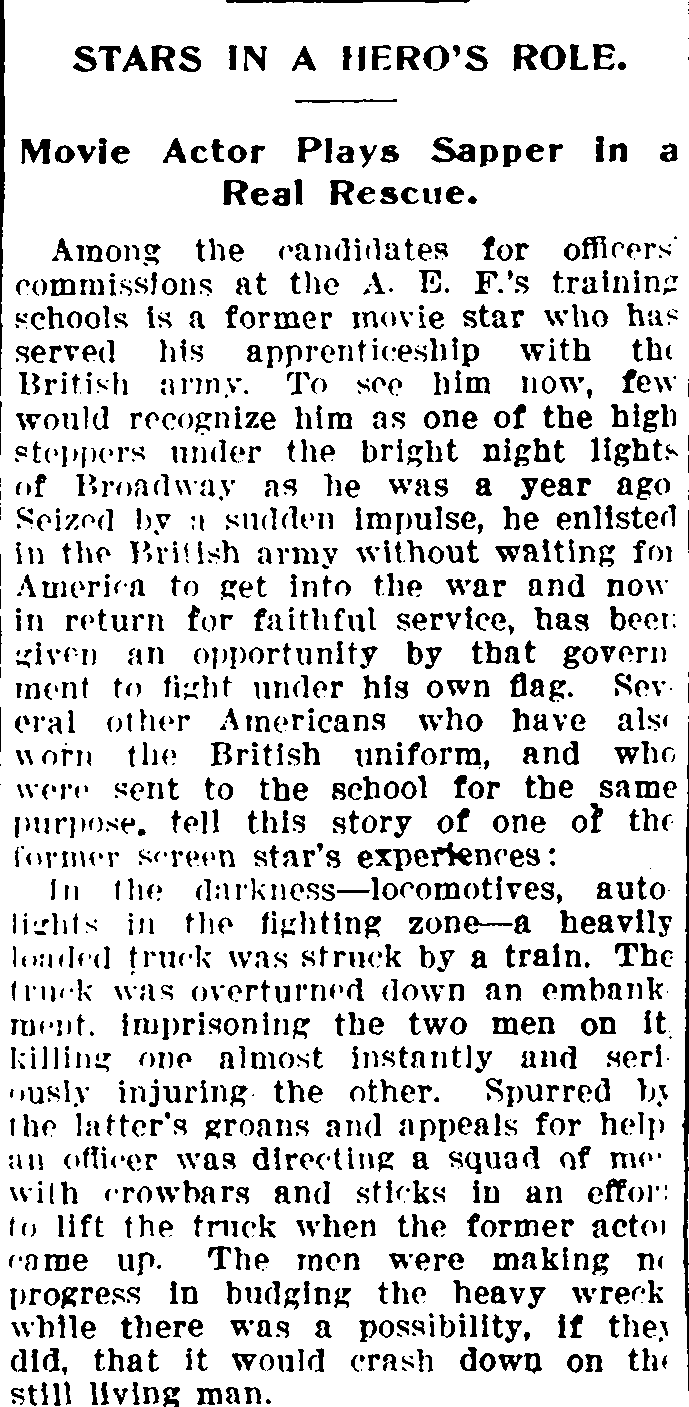 STARS IN A HERO'S ROLE.
Movie Actor Plays Sapper in a
Real Rescue.
Among the candidates for officers'
commissions at the A. E. F.'s training
schools is a former movie star who has
served his apprenticeship with the
British army. To see him now, few
would recognize him as one of the high
steppers under the bright night lights
of Broadway as he was a year ago
Seized by a sudden impulse, he enlisted
in the British army without waiting for
America to get into the war and now
in return for faithful service, has been
given an opportunity by that govern
ment to fight under his own flag. Sev
eral other Americans who have also
worn the British uniform, and who
were sent to the school for the same
purpose, tell this story of one of the
former screen star's experiences:
In the darkness—locomotives, auto
lights in the fighting zone—a heavily
loaded truck was struck by a train. The
truck was overturned down an embank
ment, imprisoning the two men on it,
killing one almost instantly and seri
ously injuring the other. Spurred by
the latter's groans and appeals for help
an officer was directing a squad of men
with crowbars and sticks in an effort
to lift the truck when the former actor
came up. The men were making no
progress in budging the heavy wreck
while there was a possibility, if they
did, that it would crash down on the
still living man.